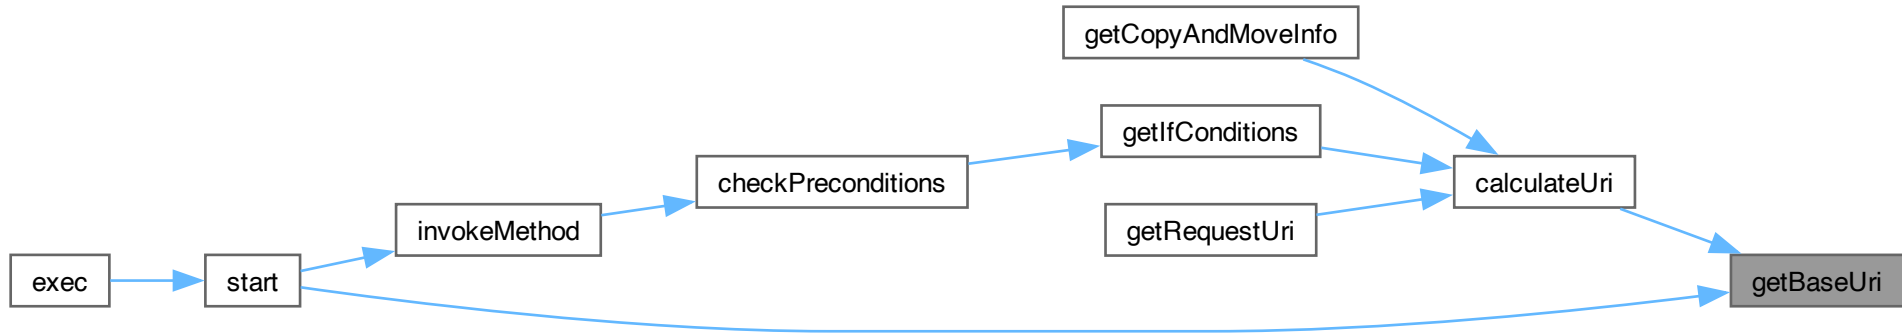 getCopyAndMoveInfo
getIfConditions
checkPreconditions
calculateUri
invokeMethod
getRequestUri
exec
start
getBaseUri